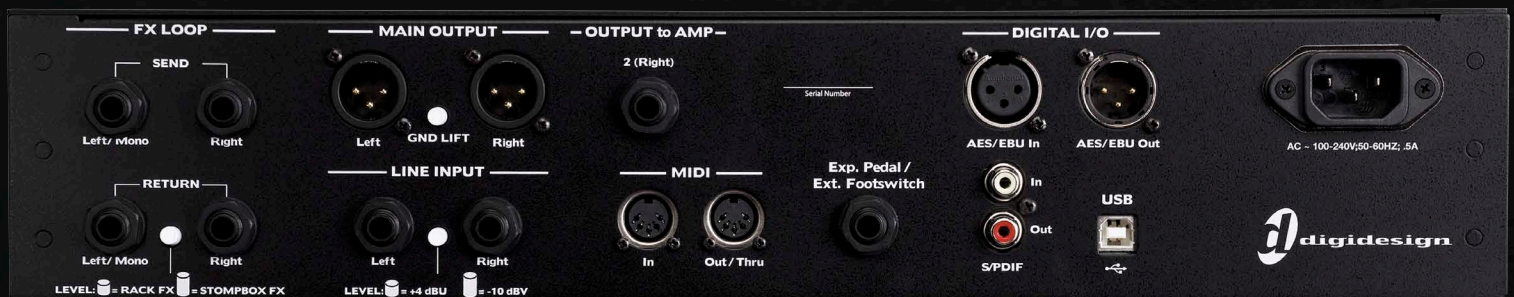 FX LOOP
SEND
Left/Mono
Right
RETURN
Left/Mono
Right
LEVEL: = RACK FX = STOMPBOX FX
MAIN OUTPUT
Left
GND LIFT
Right
LINE INPUT
Left
Right
LEVEL: = +4 dBU = -10 dBV
OUTPUT to AMP
2 (Right)
MIDI
In
Out/Thru
Serial Number
Exp. Pedal /
Ext. Footswitch
DIGITAL I/O
AES/EBU In
AES/EBU Out
In
Out
S/PDIF
USB
AC ~ 100-240V;50-60HZ; .5A
digidesign